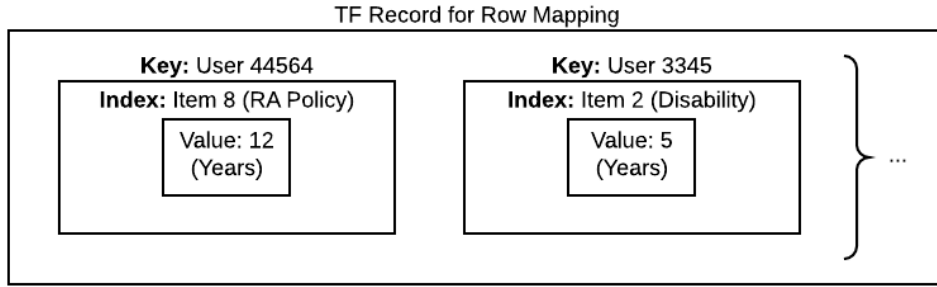 TF Record for Row Mapping
Key: User 44564
Index: Item 8 (RA Policy)
Value: 12
(Years)
Key: User 3345
Index: Item 2 (Disability)
Value: 5
(Years)
...